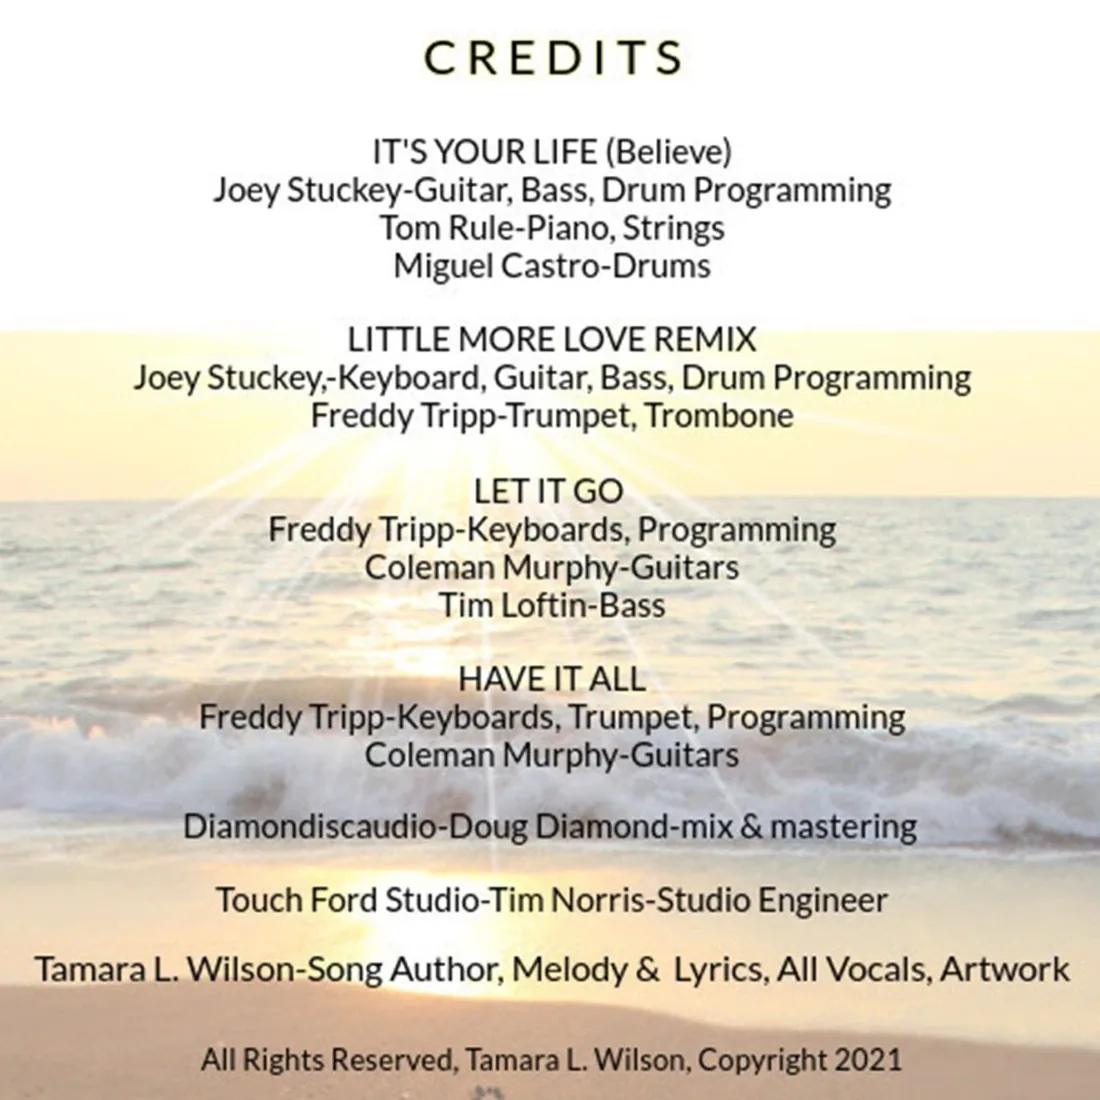 CREDITS
IT'S YOUR LIFE (Believe)
Joey Stuckey-Guitar, Bass, Drum Programming
Tom Rule-Piano, Strings
Miguel Castro-Drums
LITTLE MORE LOVE REMIX
Joey Stuckey,-Keyboard, Guitar, Bass, Drum Programming
Freddy Tripp-Trumpet, Trombone
LET IT GO
Freddy Tripp-Keyboards, Programming
Coleman Murphy-Guitars
Tim Loftin-Bass
HAVE IT ALL
Freddy Tripp-Keyboards, Trumpet, Programming
Coleman Murphy-Guitars
Diamondiscaudio-Doug Diamond-mix & mastering
Touch Ford Studio-Tim Norris-Studio Engineer
Tamara L. Wilson-Song Author, Melody & Lyrics, All Vocals, Artwork
All Rights Reserved, Tamara L. Wilson, Copyright 2021